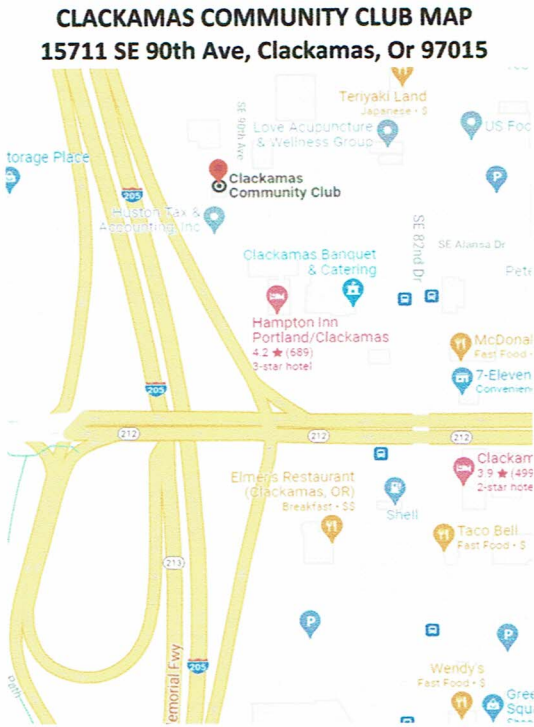 CLACKAMAS COMMUNITY CLUB MAP
15711 SE 90th Ave, Clackamas, Or 97015
Teriyaki Land
Japanese • $
SE 90th Ave
Love Acupuncture
& Wellness Group
US Foo
torage Place
P
Clackamas
Community Club
205
Huston Tax &
Accounting, Inc
SE 82nd Dr
SE Alansa Dr
Clackamas Banquet
& Catering
Pete
Hampton Inn
Portland/Clackamas
4.2 ★ (689)
3-star hotel
McDonal
Fast Food •
7-Eleven
Convenien
205
212
212
212
Clackam
3.9 ★ (499
2-star hote
Elmer's Restaurant
(Clackamas, OR)
Breakfast • $$
Shell
Taco Bell
Fast Food • $
213
P
P
205
emorial Fwy
Path
Wendy's
Fast Food • $
Gree
Squ